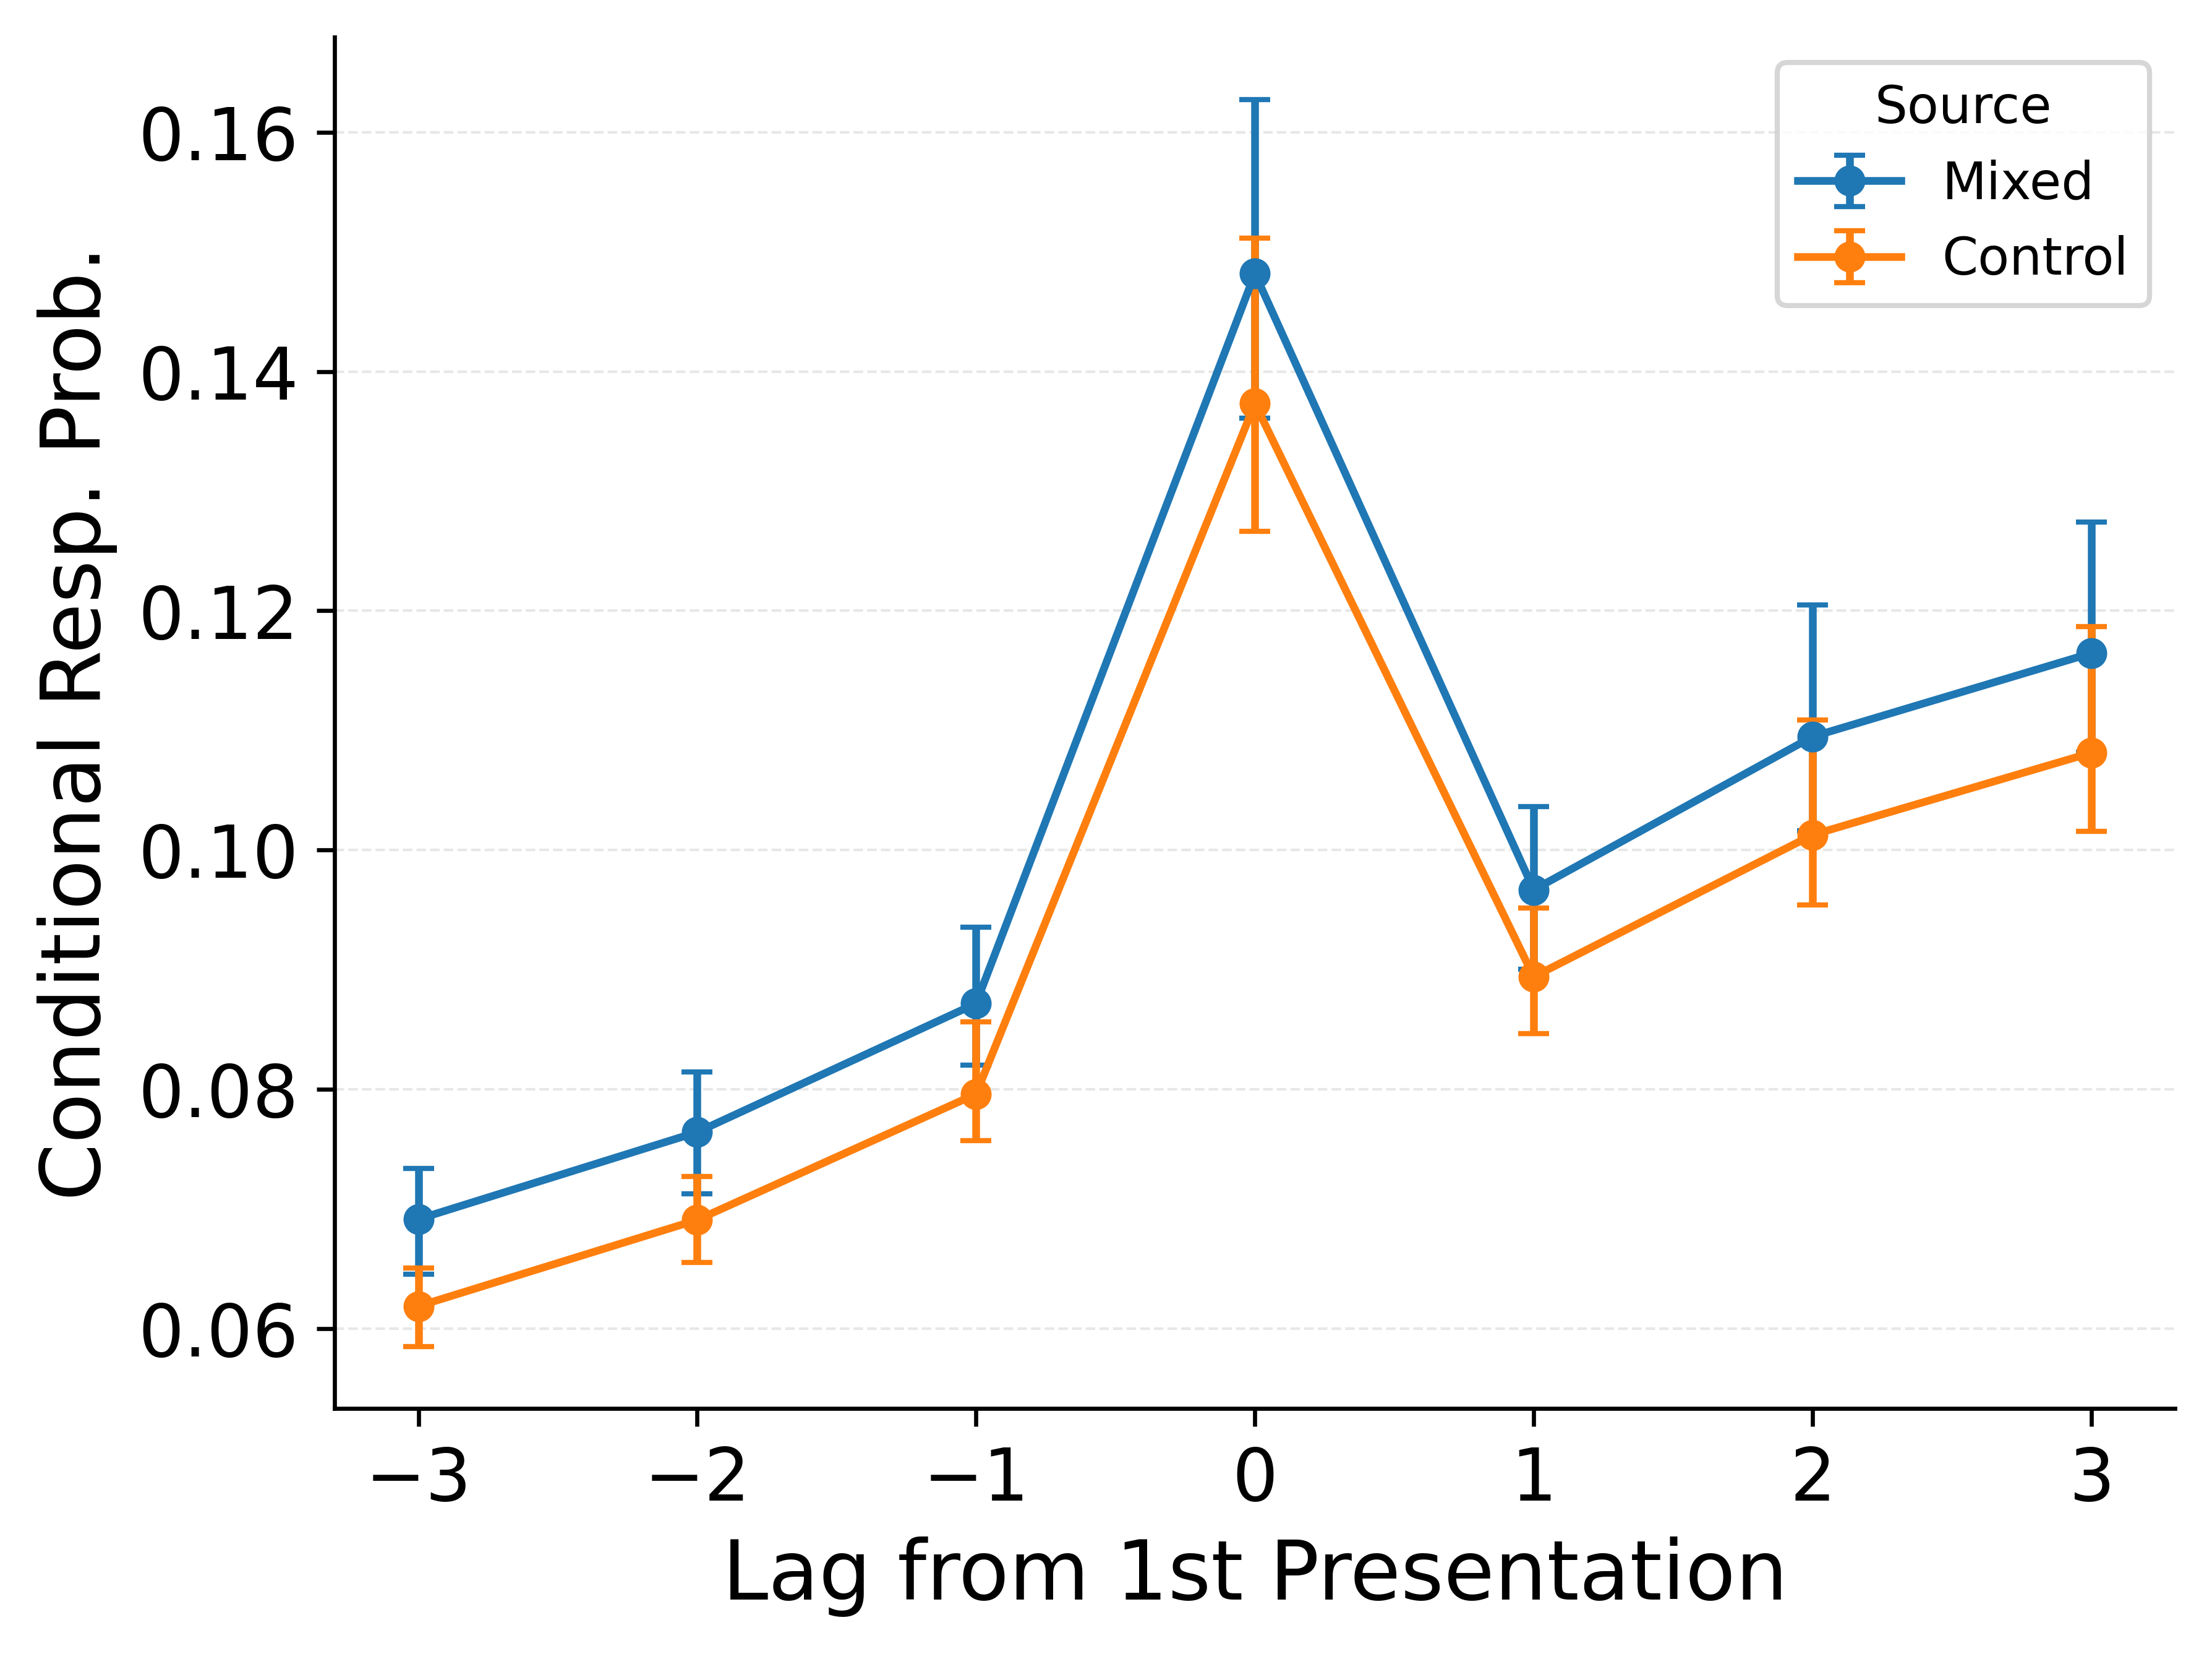 Conditional Resp. Prob.
0.16
0.14
0.12
0.10
0.08
0.06
Source
Mixed
Control
−3 −2 −1 0 1 2 3
Lag from 1st Presentation